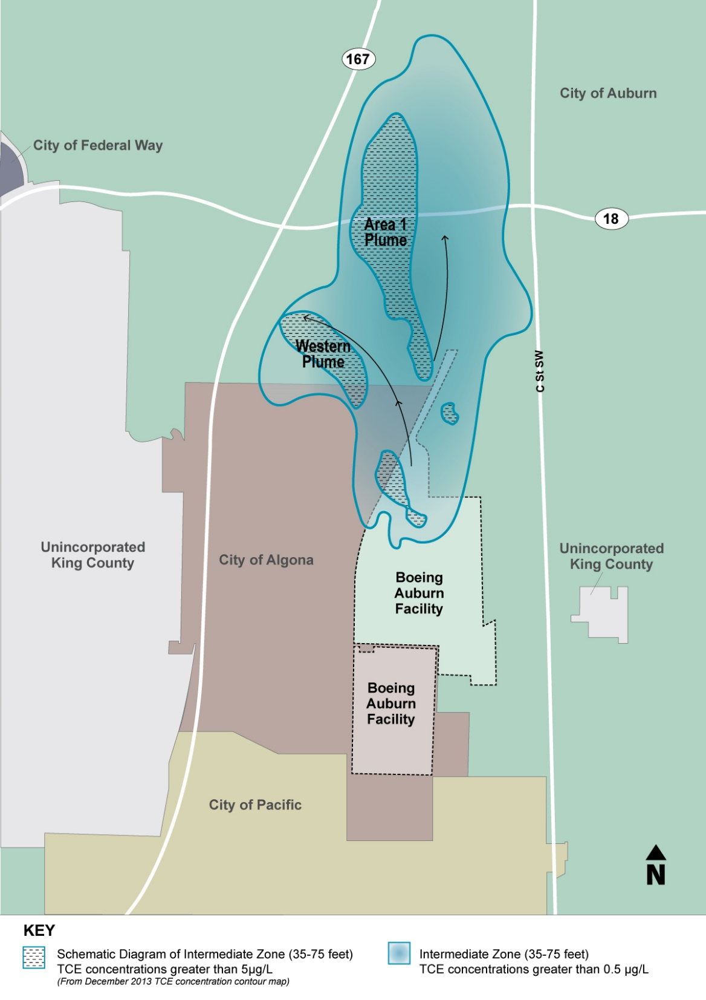 167
City of Auburn
City of Federal Way
18
Area 1
Plume
Western
Plume
C St SW
Unincorporated
King County
City of Algona
Unincorporated
King County
Boeing
Auburn
Facility
Boeing
Auburn
Facility
City of Pacific
N
KEY
Schematic Diagram of Intermediate Zone (35-75 feet)
TCE concentrations greater than 5µg/L
(From December 2013 TCE concentration contour map)
Intermediate Zone (35-75 feet)
TCE concentrations greater than 0.5 µg/L